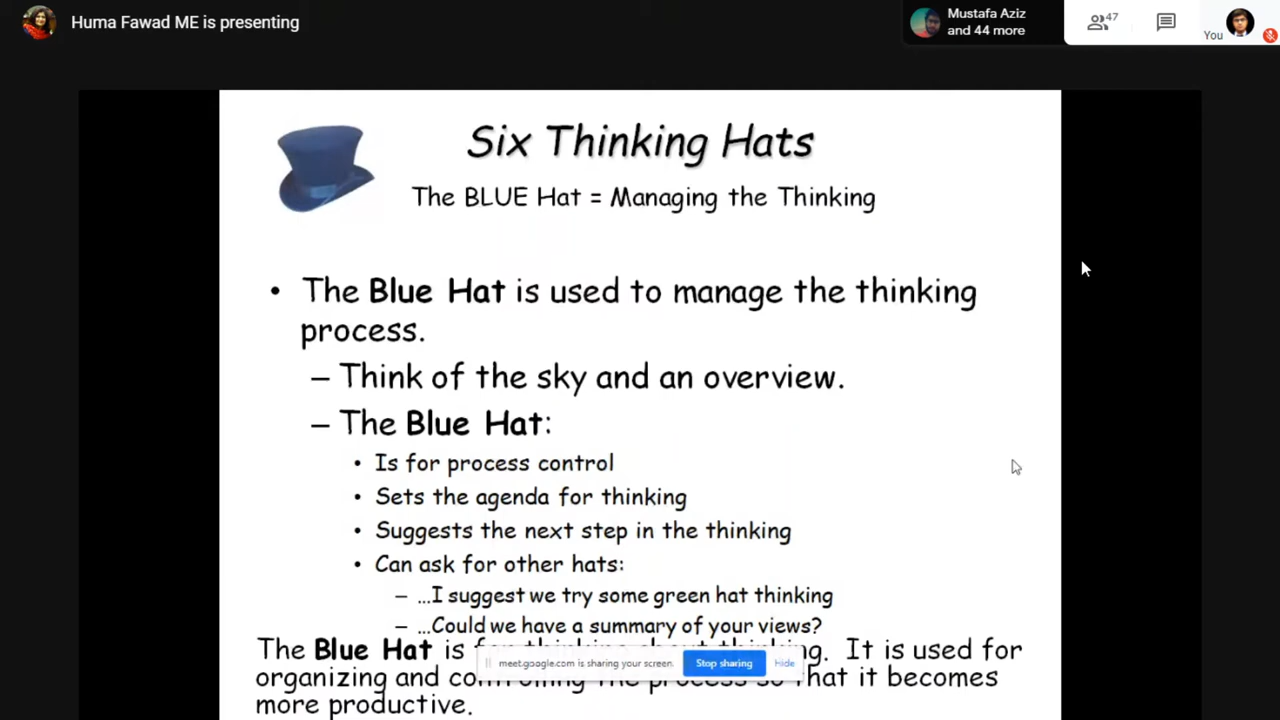 Huma Fawad ME is presenting
Mustafa Aziz
and 44 more
47
You
Six Thinking Hats
The BLUE Hat = Managing the Thinking
• The Blue Hat is used to manage the thinking
process.
– Think of the sky and an overview.
– The Blue Hat:
• Is for process control
• Sets the agenda for thinking
• Suggests the next step in the thinking
• Can ask for other hats:
– ...I suggest we try some green hat thinking
– ...Could we have a summary of your views?
The Blue Hat is for thinking about thinking. It is used for
organizing and controlling the process so that it becomes
more productive.
meet.google.com is sharing your screen.
Stop sharing
Hide